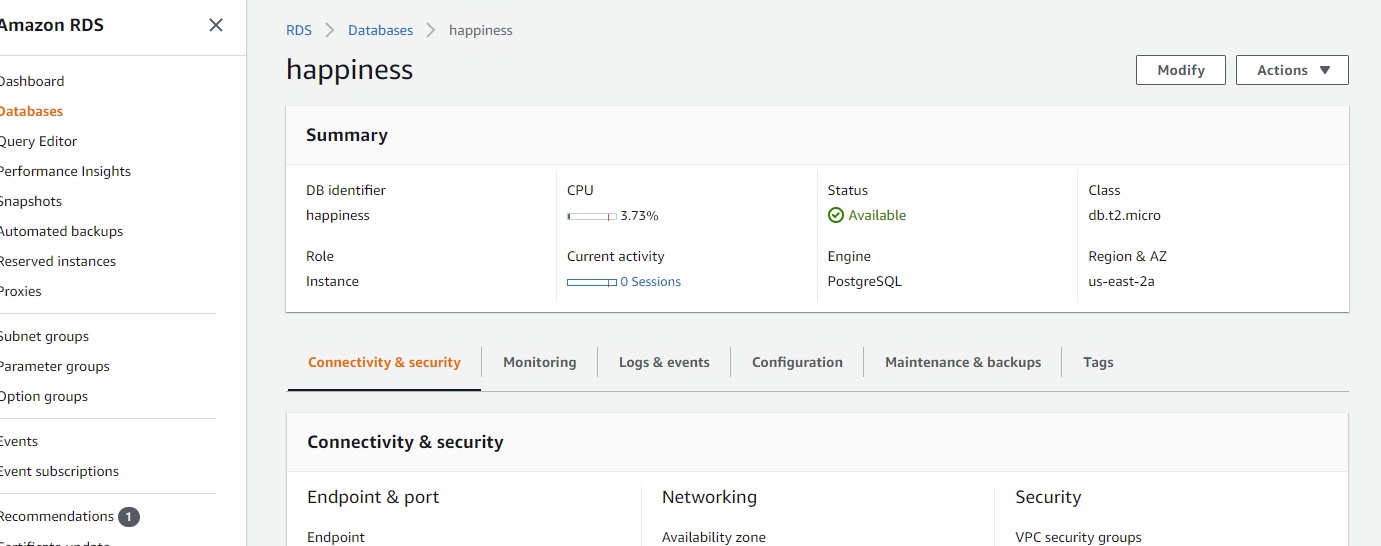 Amazon RDS
Dashboard
Databases
Query Editor
Performance Insights
Snapshots
Automated backups
Reserved instances
Proxies
Subnet groups
Parameter groups
Option groups
Events
Event subscriptions
Recommendations 1
Certificate update
RDS > Databases > happiness
happiness
Modify
Actions
Summary
DB identifier
happiness
CPU
3.73%
Status
Available
Class
db.t2.micro
Role
Instance
Current activity
0 Sessions
Engine
PostgreSQL
Region & AZ
us-east-2a
Connectivity & security
Monitoring
Logs & events
Configuration
Maintenance & backups
Tags
Connectivity & security
Endpoint & port
Endpoint
Networking
Availability zone
Security
VPC security groups